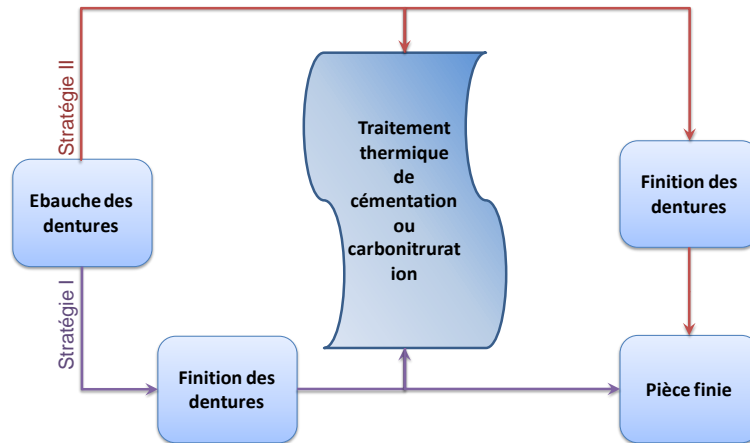 Stratégie II
Traitement
thermique
de
cémentation
ou
carbonitrurat
ion
Ebauche des
dentures
Finition des
dentures
Stratégie I
Finition des
dentures
Pièce finie